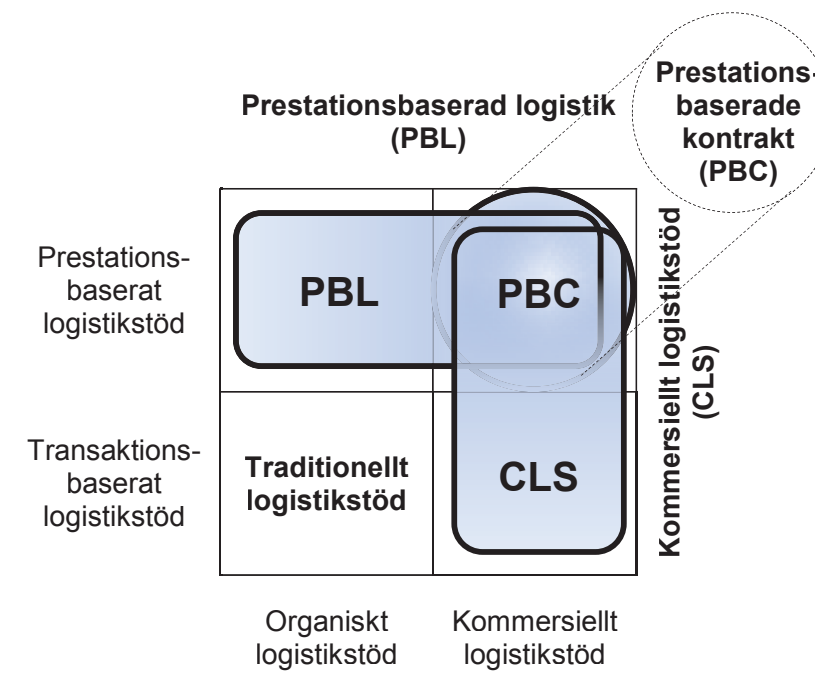 Prestations-
baserade
kontrakt
(PBC)
Prestationsbaserad logistik
(PBL)
Prestations-
baserat
logistikstöd
PBL
PBC
Kommersiellt logistikstöd
(CLS)
Transaktions-
baserat
logistikstöd
Traditionellt
logistikstöd
CLS
Organiskt
logistikstöd
Kommersiellt
logistikstöd